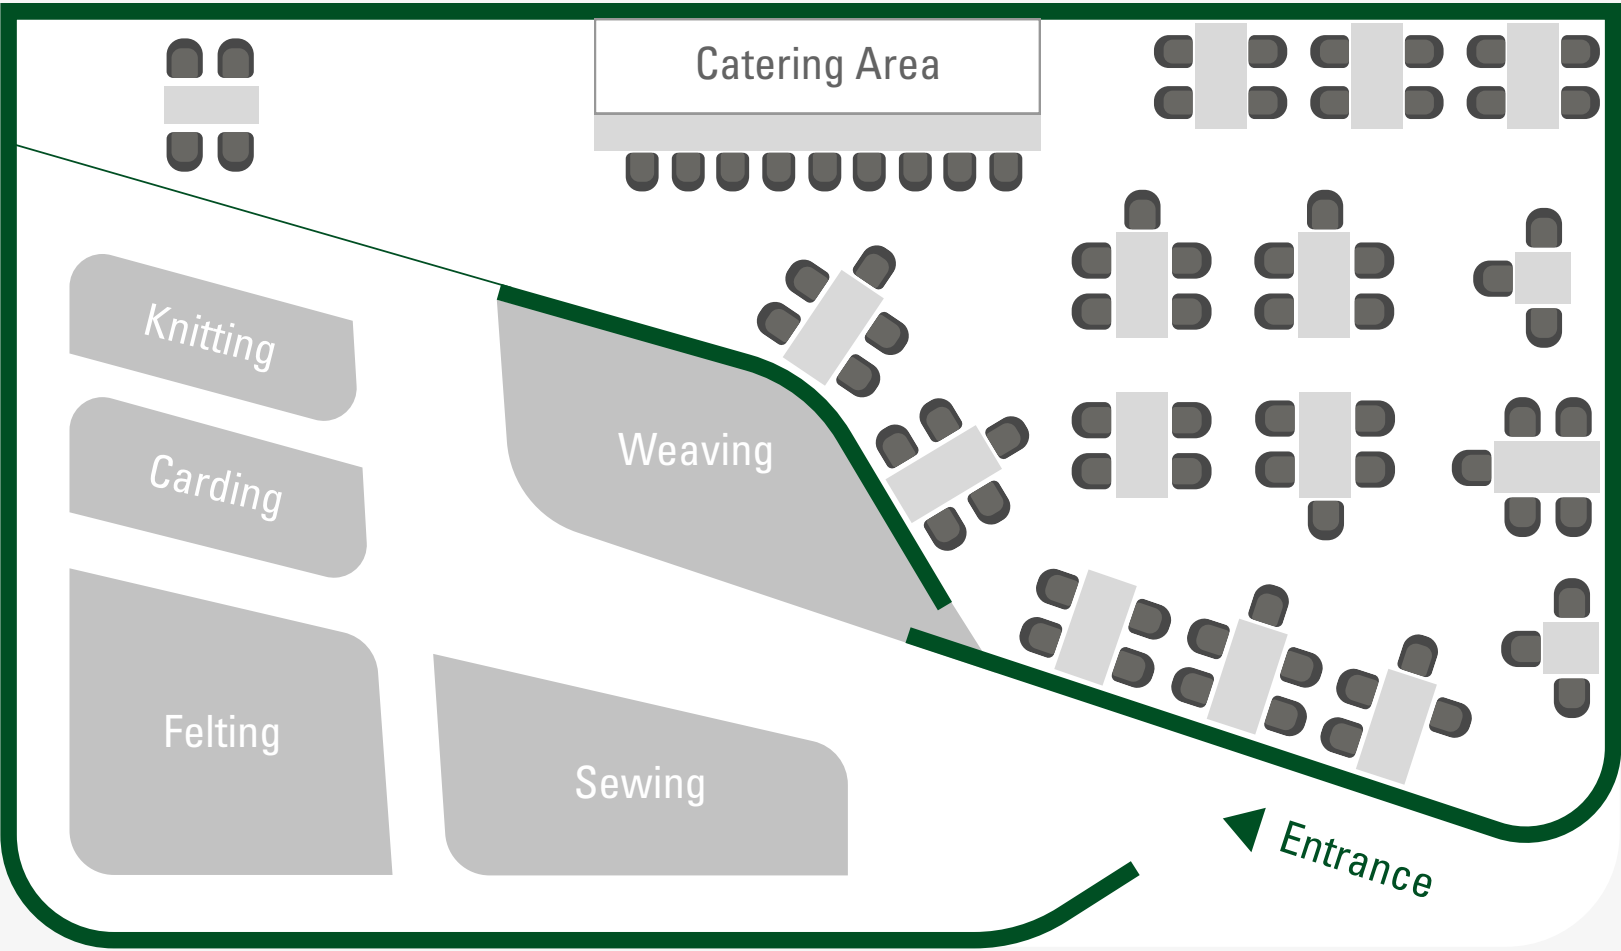 Catering Area
Knitting
Carding
Weaving
Felting
Sewing
Entrance